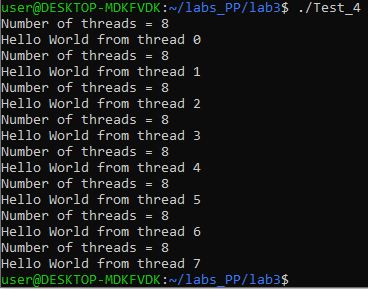 user@DESKTOP-MDKFVDK:~/labs_PP/lab3$ ./Test_4
Number of threads = 8
Hello World from thread 0
Number of threads = 8
Hello World from thread 1
Number of threads = 8
Hello World from thread 2
Number of threads = 8
Hello World from thread 3
Number of threads = 8
Hello World from thread 4
Number of threads = 8
Hello World from thread 5
Number of threads = 8
Hello World from thread 6
Number of threads = 8
Hello World from thread 7
user@DESKTOP-MDKFVDK:~/labs_PP/lab3$